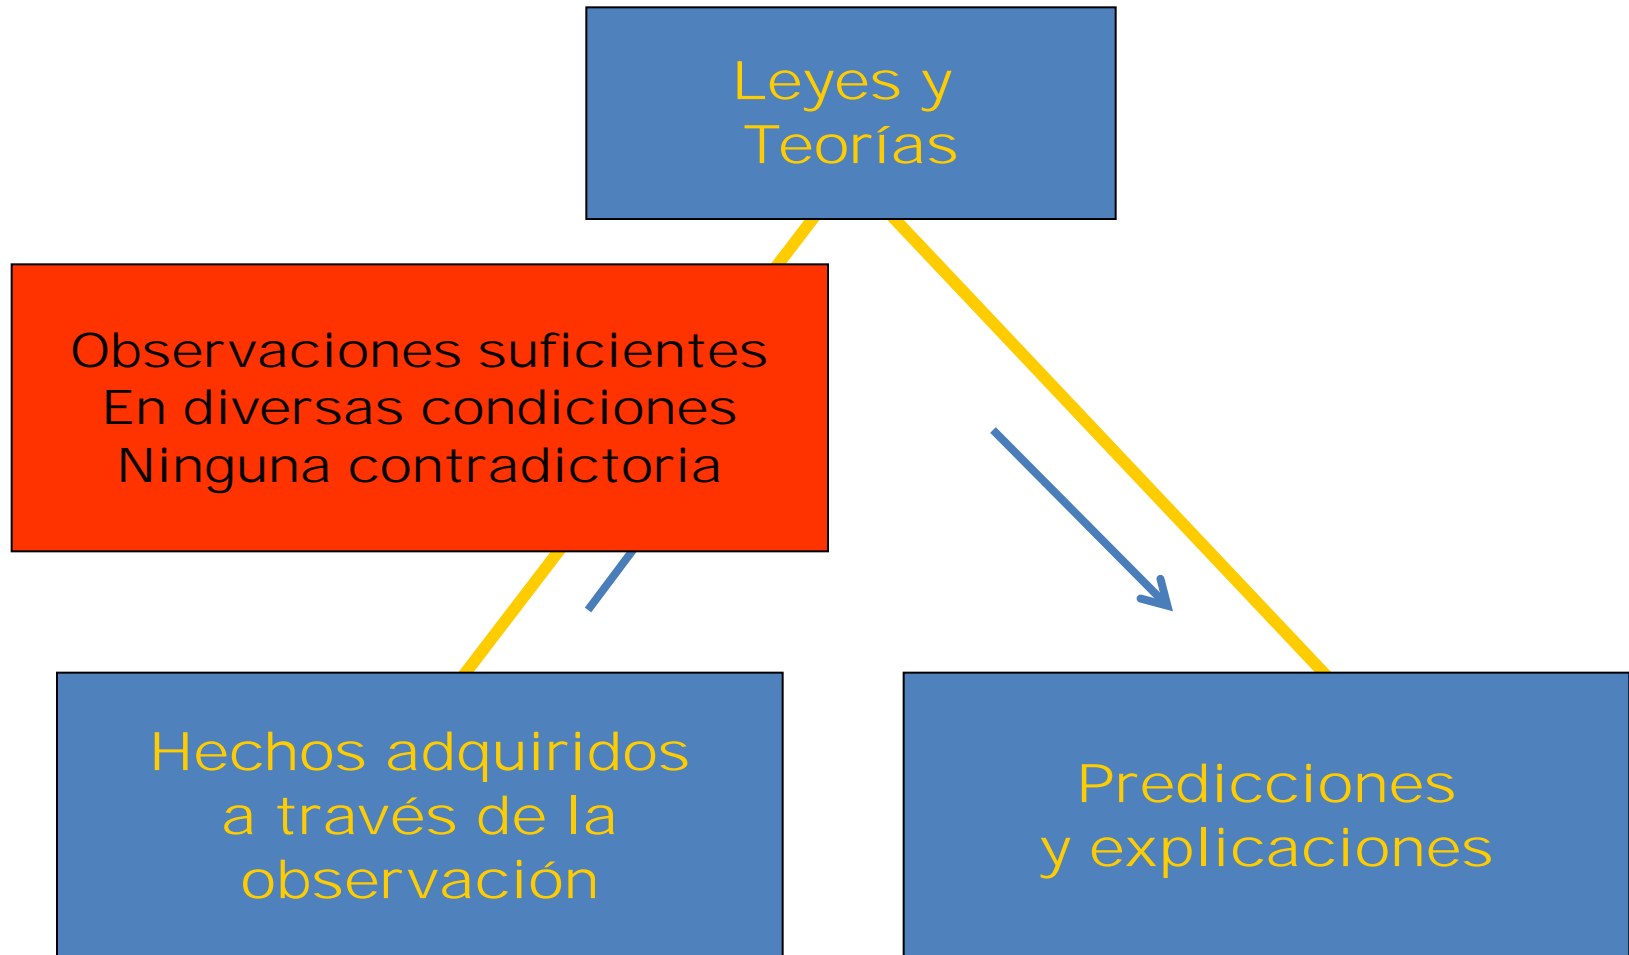 Leyes y
Teorías
Observaciones suficientes
En diversas condiciones
Ninguna contradictoria
Hechos adquiridos
a través de la
observación
Predicciones
y explicaciones